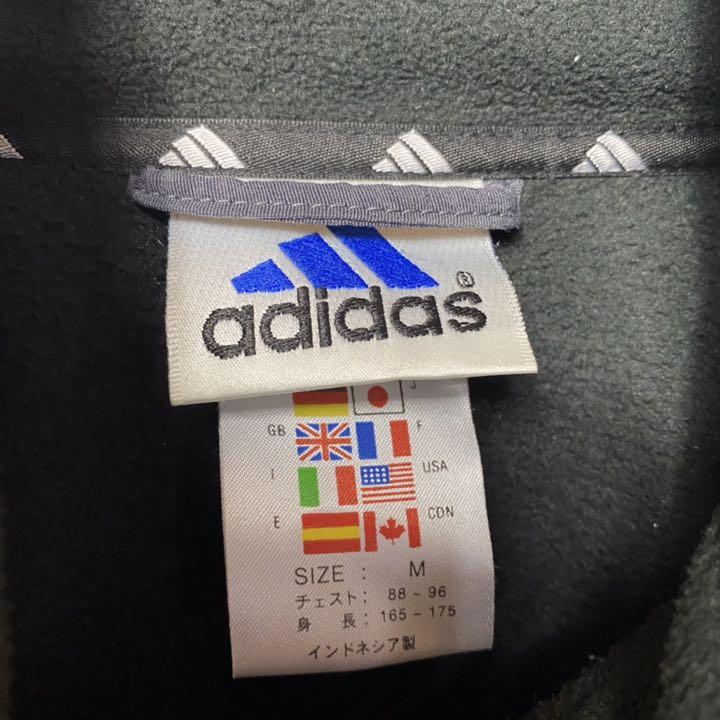 adidas®
J
GB F
I USA
E CDN
SIZE : M
チェスト: 88 ~ 96
身 長: 165 - 175
インドネシア製